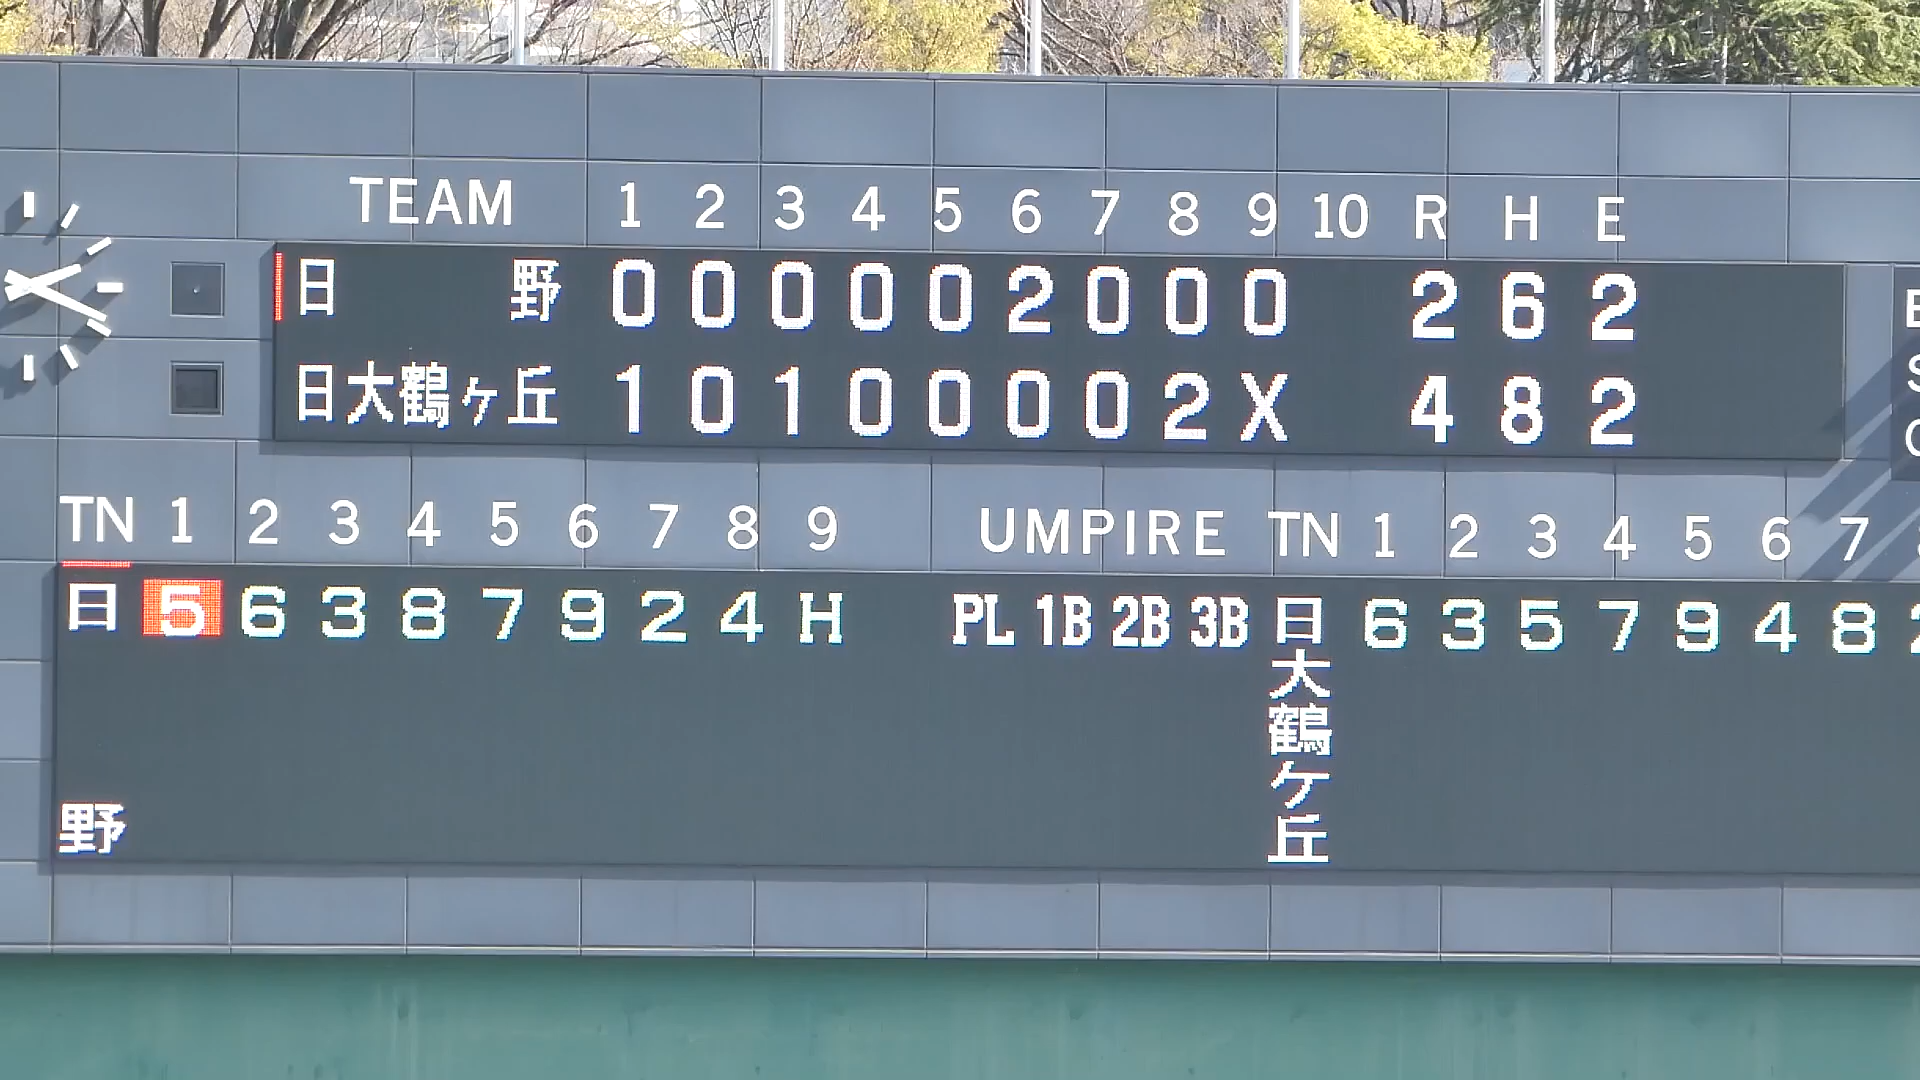 TEAM 1 2 3 4 5 6 7 8 9 10 R H E
日 野 0 0 0 0 0 2 0 0 0 2 6 2
日大鶴ヶ丘 1 0 1 0 0 0 0 2 X 4 8 2
TN 1 2 3 4 5 6 7 8 9 UMPIRE TN 1 2 3 4 5 6 7
日野 5 6 3 8 7 9 2 4 H PL 1B 2B 3B 日大鶴ケ丘 6 3 5 7 9 4 8